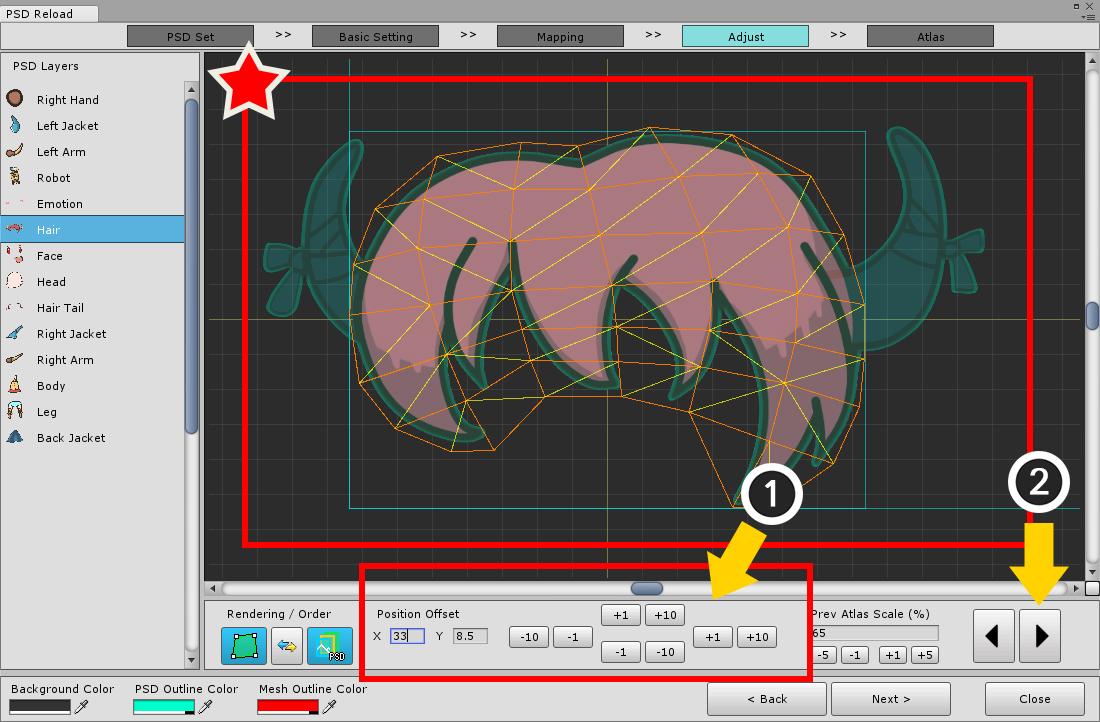 PSD Reload
PSD Set >> Basic Setting >> Mapping >> Adjust >> Atlas
PSD Layers
Right Hand
Left Jacket
Left Arm
Robot
Emotion
Hair
Face
Head
Hair Tail
Right Jacket
Right Arm
Body
Leg
Back Jacket
1
2
Rendering / Order
PSD
Position Offset
X 33 Y 8.5
-10 -1
+1 +10
-1 -10
+1 +10
Prev Atlas Scale (%)
65
-5 -1 +1 +5
Background Color PSD Outline Color Mesh Outline Color
< Back Next > Close